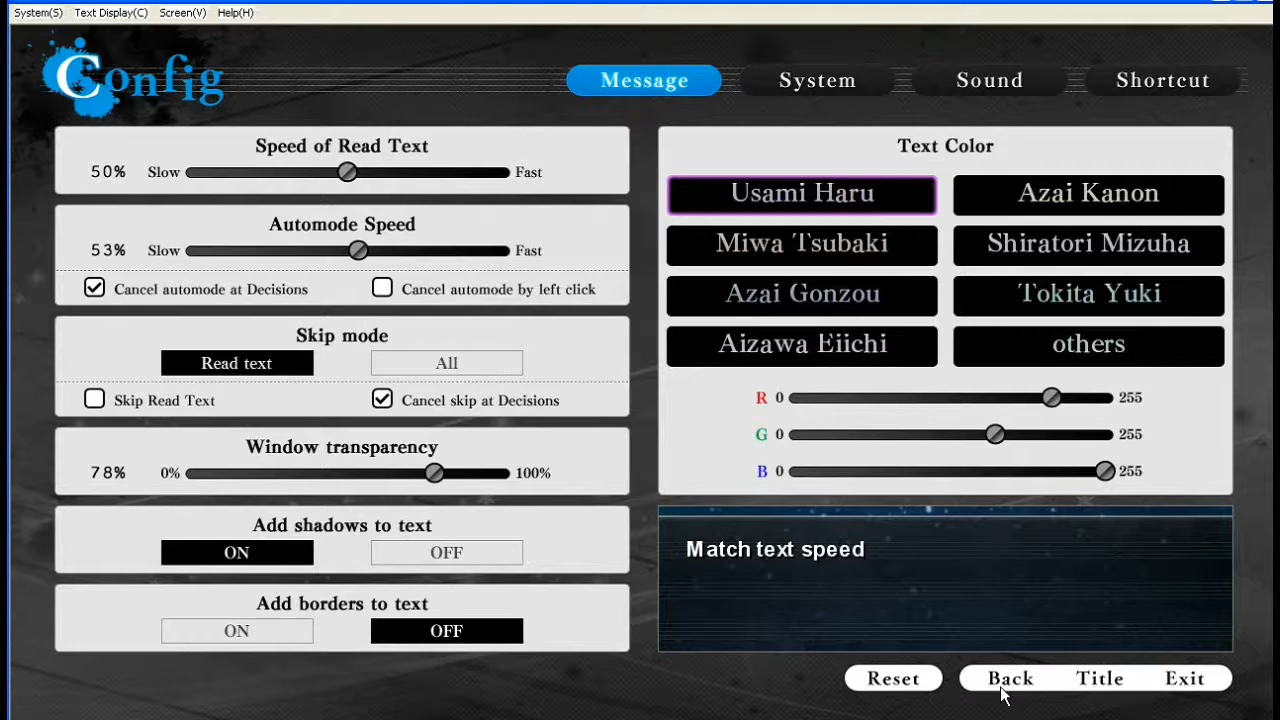 System(S) Text Display(C) Screen(V) Help(H)
Config
Message System Sound Shortcut
Speed of Read Text
50% Slow Fast
Automode Speed
53% Slow Fast
Cancel automode at Decisions Cancel automode by left click
Skip mode
Read text All
Skip Read Text Cancel skip at Decisions
Window transparency
78% 0% 100%
Add shadows to text
ON OFF
Add borders to text
ON OFF
Text Color
Usami Haru Azai Kanon
Miwa Tsubaki Shiratori Mizuha
Azai Gonzou Tokita Yuki
Aizawa Eiichi others
R 0 255
G 0 255
B 0 255
Match text speed
Reset Back Title Exit